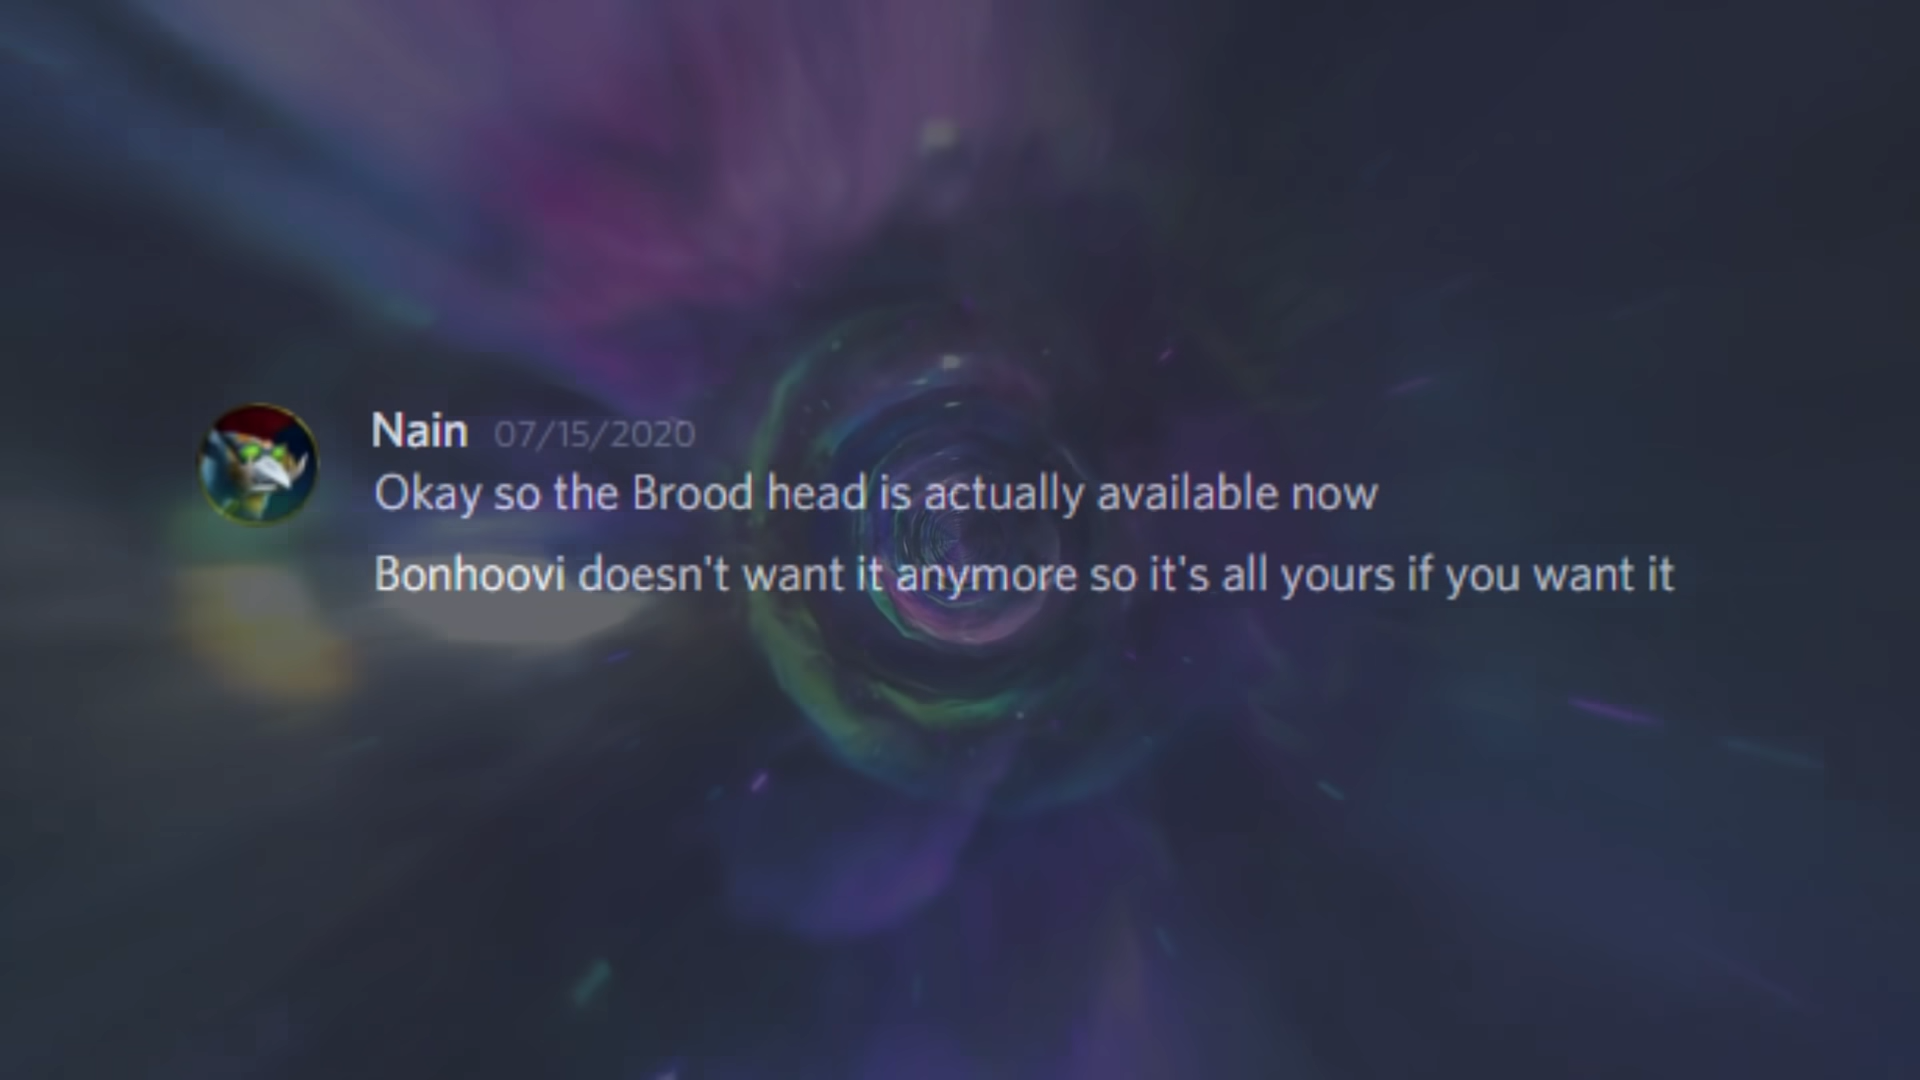 Nain 07/15/2020
Okay so the Brood head is actually available now
Bonhoovi doesn't want it anymore so it's all yours if you want it